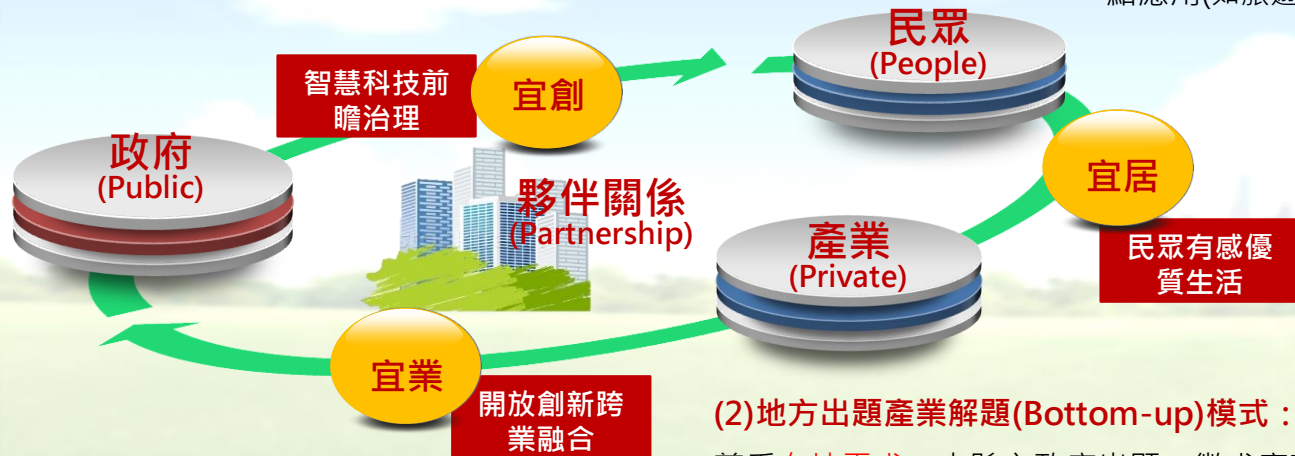 民眾
(People)
智慧科技前
瞻治理
宜創
政府
(Public)
宜居
夥伴關係
(Partnership)
產業
(Private)
民眾有感優
質生活
宜業
開放創新跨
業融合
(2)地方出題產業解題(Bottom-up)模式：